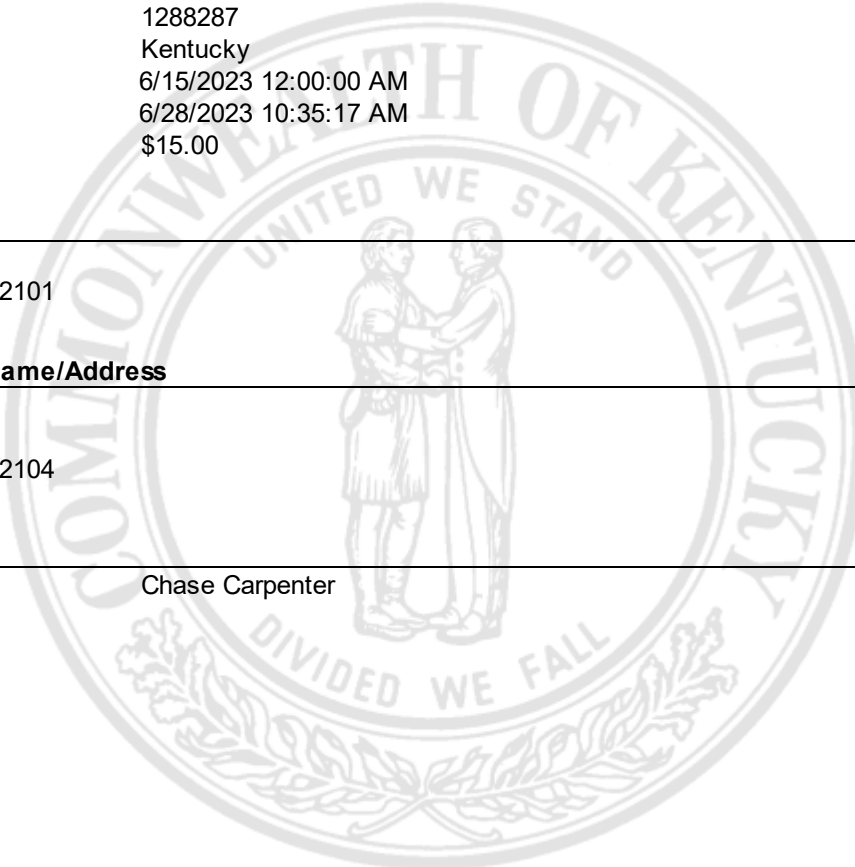 1288287
Kentucky
6/15/2023 12:00:00 AM
6/28/2023 10:35:17 AM
$15.00
2101
ame/Address
2104
Chase Carpenter
COMMONWEALTH OF KENTUCKY
UNITED WE STAND
DIVIDED WE FALL